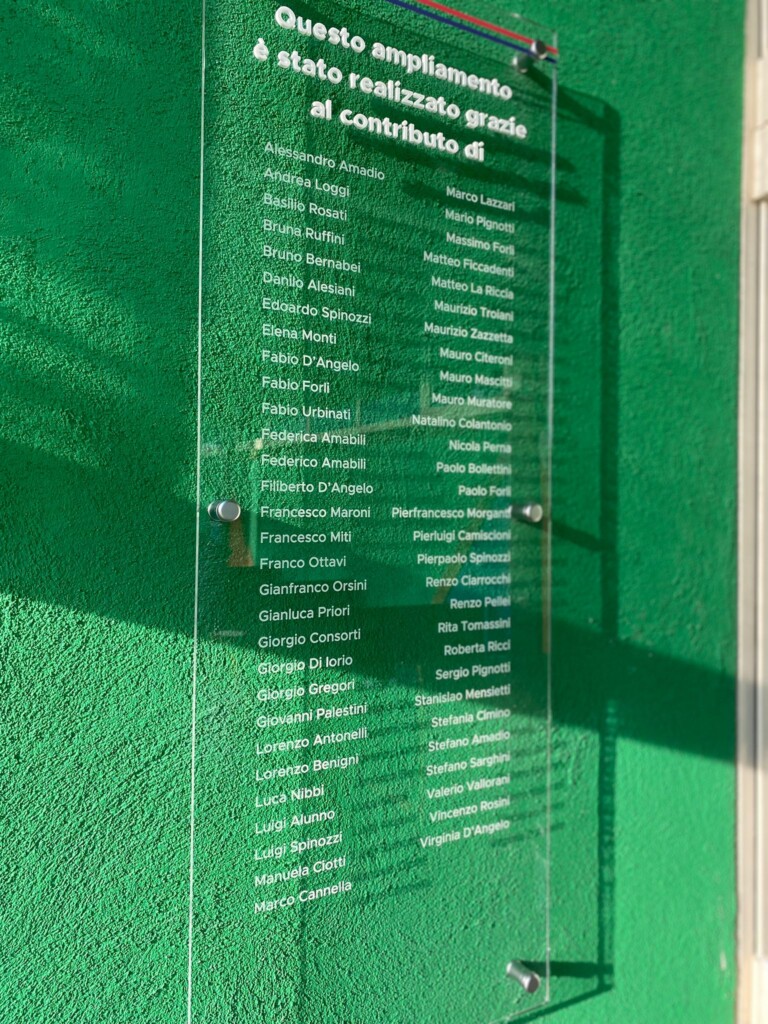 Questo ampliamento
è stato realizzato grazie
al contributo di
Alessandro Amadio
Andrea Loggi
Basilio Rosati
Bruna Ruffini
Bruno Bernabei
Danilo Alesiani
Edoardo Spinozzi
Elena Monti
Fabio D'Angelo
Fabio Forlì
Fabio Urbinati
Federica Amabili
Federico Amabili
Filiberto D'Angelo
Francesco Maroni
Francesco Miti
Franco Ottavi
Gianfranco Orsini
Gianluca Priori
Giorgio Consorti
Giorgio Di Iorio
Giorgio Gregori
Giovanni Palestini
Lorenzo Antonelli
Lorenzo Benigni
Luca Nibbi
Luigi Alunno
Luigi Spinozzi
Manuela Ciotti
Marco Cannella
Marco Lazzari
Mario Pignotti
Massimo Forlì
Matteo Ficcadenti
Matteo La Riccia
Maurizio Troiani
Maurizio Zazzetta
Mauro Citeroni
Mauro Mascitti
Mauro Muratore
Natalino Colantonio
Nicola Perna
Paolo Bollettini
Paolo Forlì
Pierfrancesco Morganti
Pierluigi Camiscioni
Pierpaolo Spinozzi
Renzo Ciarrocchi
Renzo Pellei
Rita Tomassini
Roberta Ricci
Sergio Pignotti
Stanislao Mensietti
Stefania Cimino
Stefano Amadio
Stefano Sarghini
Valerio Vallorani
Vincenzo Rosini
Virginia D'Angelo